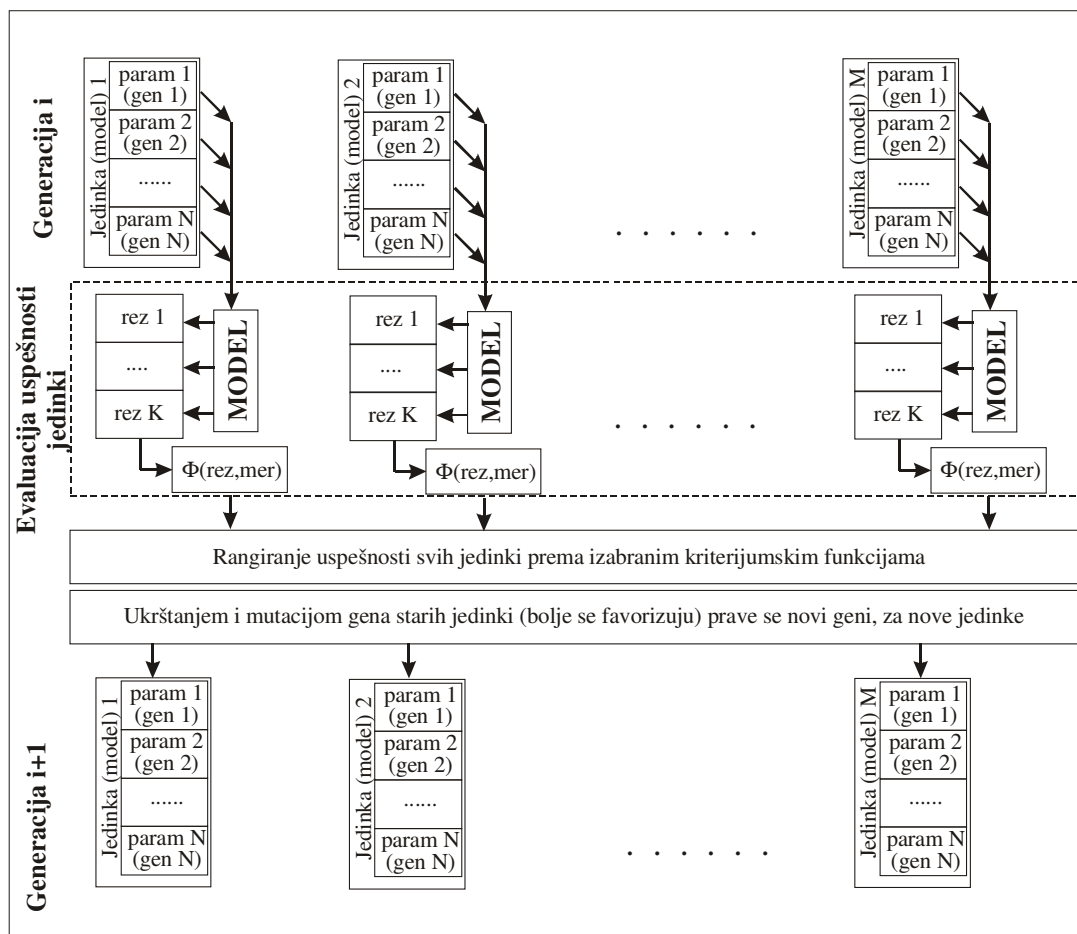 Generacija i
Jedinka (model) 1
param 1
(gen 1)
param 2
(gen 2)
......
param N
(gen N)
Jedinka (model) 2
param 1
(gen 1)
param 2
(gen 2)
......
param N
(gen N)
. . . . . .
Jedinka (model) M
param 1
(gen 1)
param 2
(gen 2)
......
param N
(gen N)
Evaluacija uspešnosti
jedinki
rez 1
....
rez K
MODEL
Φ(rez,mer)
rez 1
....
rez K
MODEL
Φ(rez,mer)
. . . . . .
rez 1
....
rez K
MODEL
Φ(rez,mer)
Rangiranje uspešnosti svih jedinki prema izabranim kriterijumskim funkcijama
Ukrštanjem i mutacijom gena starih jedinki (bolje se favorizuju) prave se novi geni, za nove jedinke
Generacija i+1
Jedinka (model) 1
param 1
(gen 1)
param 2
(gen 2)
......
param N
(gen N)
Jedinka (model) 2
param 1
(gen 1)
param 2
(gen 2)
......
param N
(gen N)
. . . . . .
Jedinka (model) M
param 1
(gen 1)
param 2
(gen 2)
......
param N
(gen N)